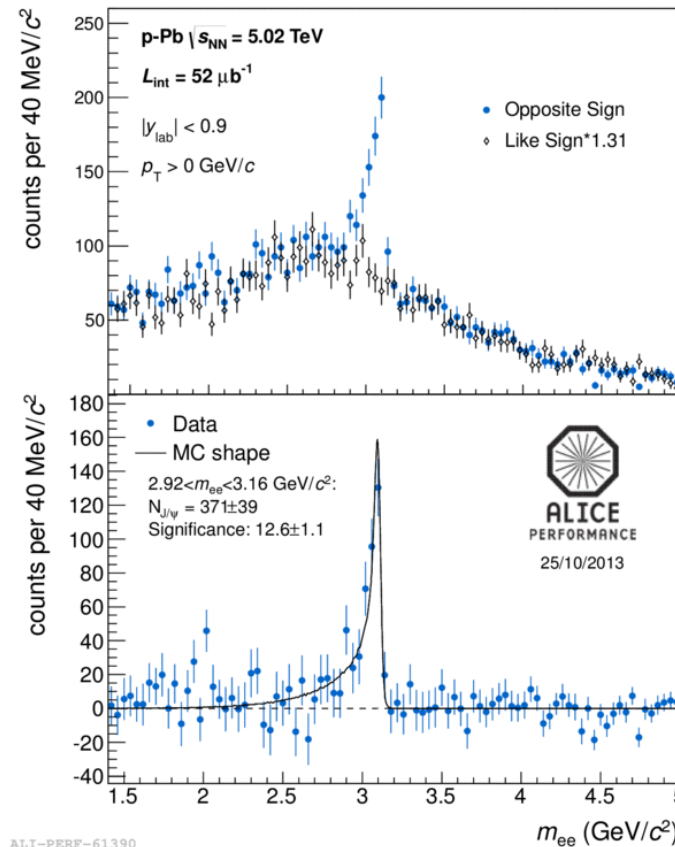 counts per 40 MeV/c²
250
200
150
100
50
p-Pb √sNN = 5.02 TeV
Lint = 52 μb⁻¹
|ylab| < 0.9
pT > 0 GeV/c
Opposite Sign
Like Sign*1.31
counts per 40 MeV/c²
180
160
140
120
100
80
60
40
20
0
-20
-40
Data
MC shape
2.92<mee<3.16 GeV/c²:
NJ/ψ = 371±39
Significance: 12.6±1.1
ALICE
PERFORMANCE
25/10/2013
1.5 2 2.5 3 3.5 4 4.5
mee (GeV/c²)
ALI-PERF-61390